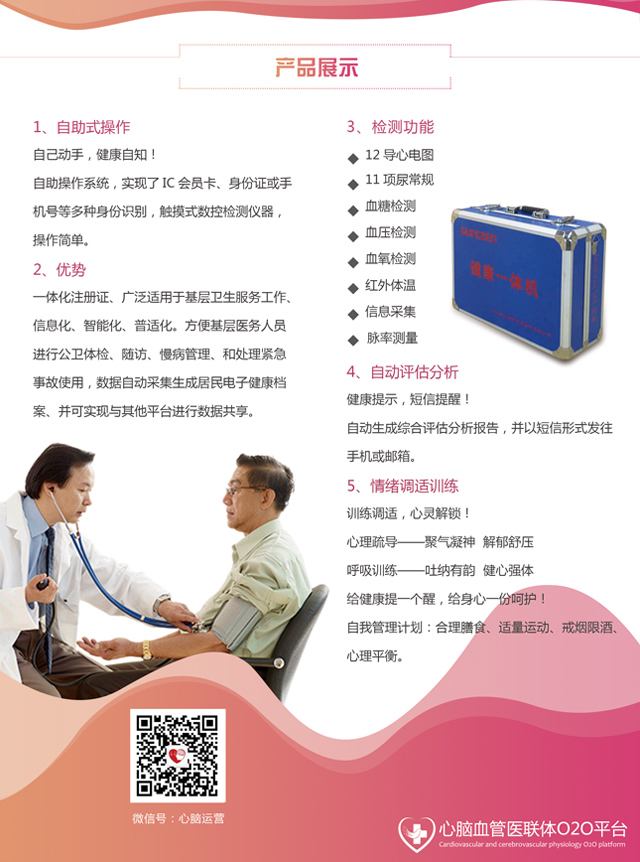 产品展示
1、自助式操作
自己动手，健康自知！
自助操作系统，实现了 IC 会员卡、身份证或手
机号等多种身份识别，触摸式数控检测仪器，
操作简单。
2、优势
一体化注册证、广泛适用于基层卫生服务工作、
信息化、智能化、普适化。方便基层医务人员
进行公卫体检、随访、慢病管理、和处理紧急
事故使用，数据自动采集生成居民电子健康档
案、并可实现与其他平台进行数据共享。
3、检测功能
◆ 12 导心电图
◆ 11 项尿常规
◆ 血糖检测
◆ 血压检测
◆ 血氧检测
◆ 红外体温
◆ 信息采集
◆ 脉率测量
健康一体机
4、自动评估分析
健康提示，短信提醒！
自动生成综合评估分析报告，并以短信形式发往
手机或邮箱。
5、情绪调适训练
训练调适，心灵解锁！
心理疏导——聚气凝神 解郁舒压
呼吸训练——吐纳有韵 健心强体
给健康提一个醒，给身心一份呵护！
自我管理计划：合理膳食、适量运动、戒烟限酒、
心理平衡。
微信号：心脑运营
心脑血管医联体O2O平台
Cardiovascular and cerebrovascular physiology O2O platform